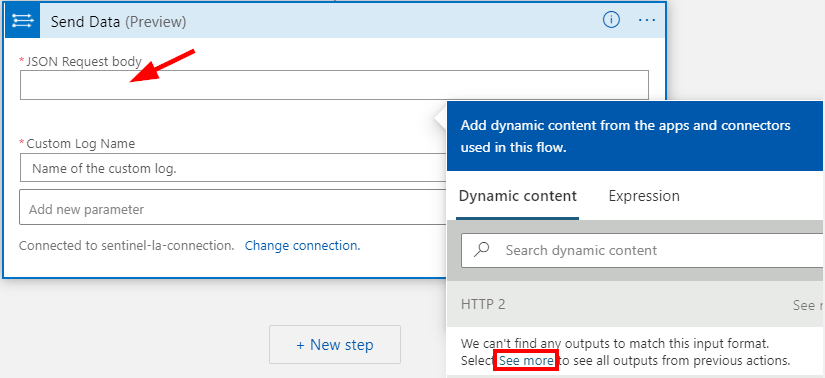 Send Data (Preview)
*JSON Request body
*Custom Log Name
Name of the custom log.
Add new parameter
Connected to sentinel-la-connection. Change connection.
+ New step
Add dynamic content from the apps and connectors
used in this flow.
Dynamic content Expression
Search dynamic content
HTTP 2 See
We can't find any outputs to match this input format.
Select See more to see all outputs from previous actions.